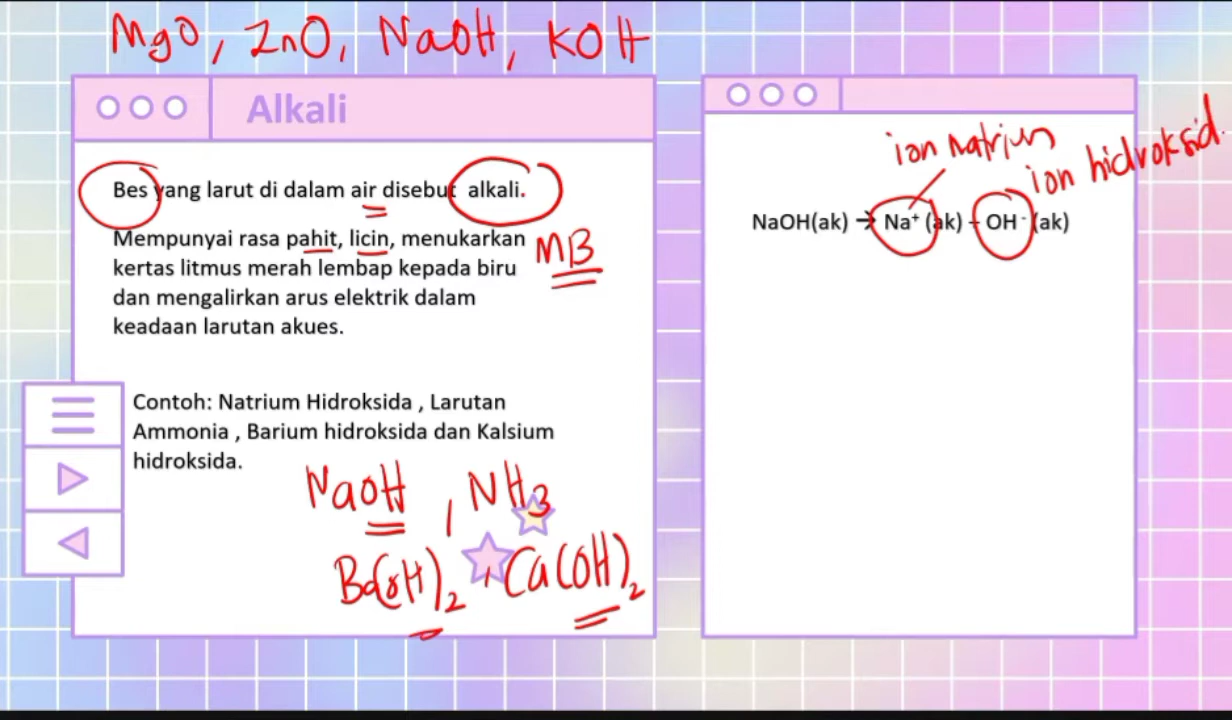 MgO, ZnO, NaOH, KOH
Alkali
Bes yang larut di dalam air disebut alkali.
Mempunyai rasa pahit, licin, menukarkan
kertas litmus merah lembap kepada biru
dan mengalirkan arus elektrik dalam
keadaan larutan akues.
MB
Contoh: Natrium Hidroksida , Larutan
Ammonia , Barium hidroksida dan Kalsium
hidroksida.
NaOH , NH3
Ba(OH)2 , Ca(OH)2
ion natrium
ion hidroksid.
NaOH(ak) → Na⁺ (ak) + OH⁻ (ak)